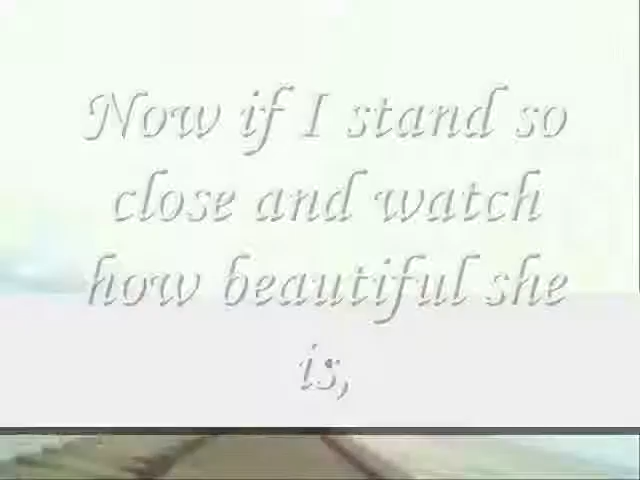 Now if I stand so
close and watch
how beautiful she
is,